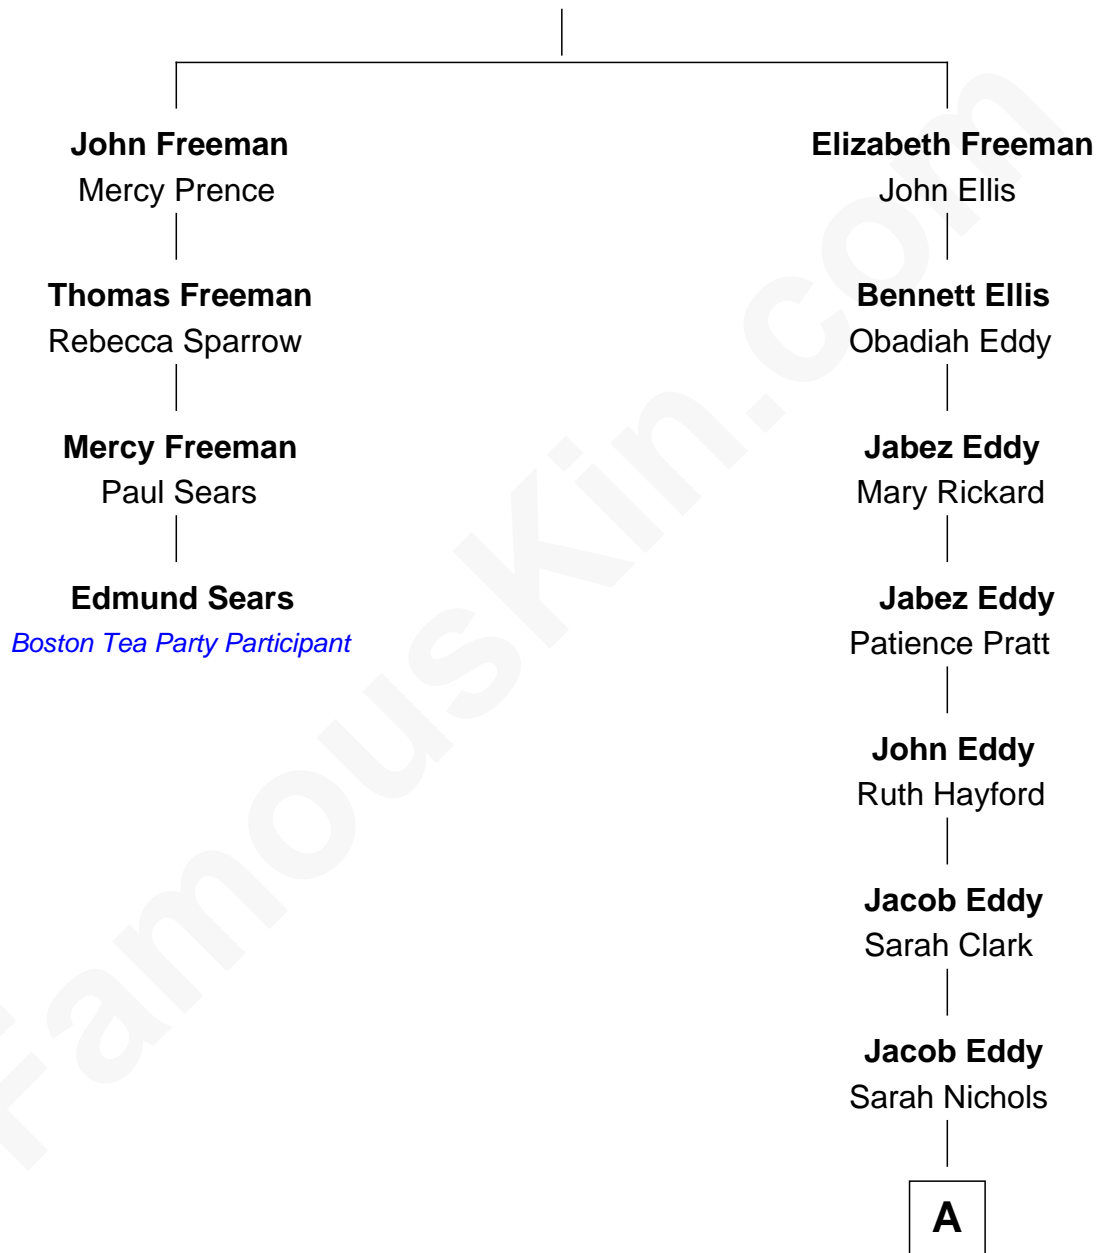 John Freeman
Mercy Prence
Thomas Freeman
Rebecca Sparrow
Mercy Freeman
Paul Sears
Edmund Sears
Boston Tea Party Participant
Elizabeth Freeman
John Ellis
Bennett Ellis
Obadiah Eddy
Jabez Eddy
Mary Rickard
Jabez Eddy
Patience Pratt
John Eddy
Ruth Hayford
Jacob Eddy
Sarah Clark
Jacob Eddy
Sarah Nichols
A
FamousKin.com